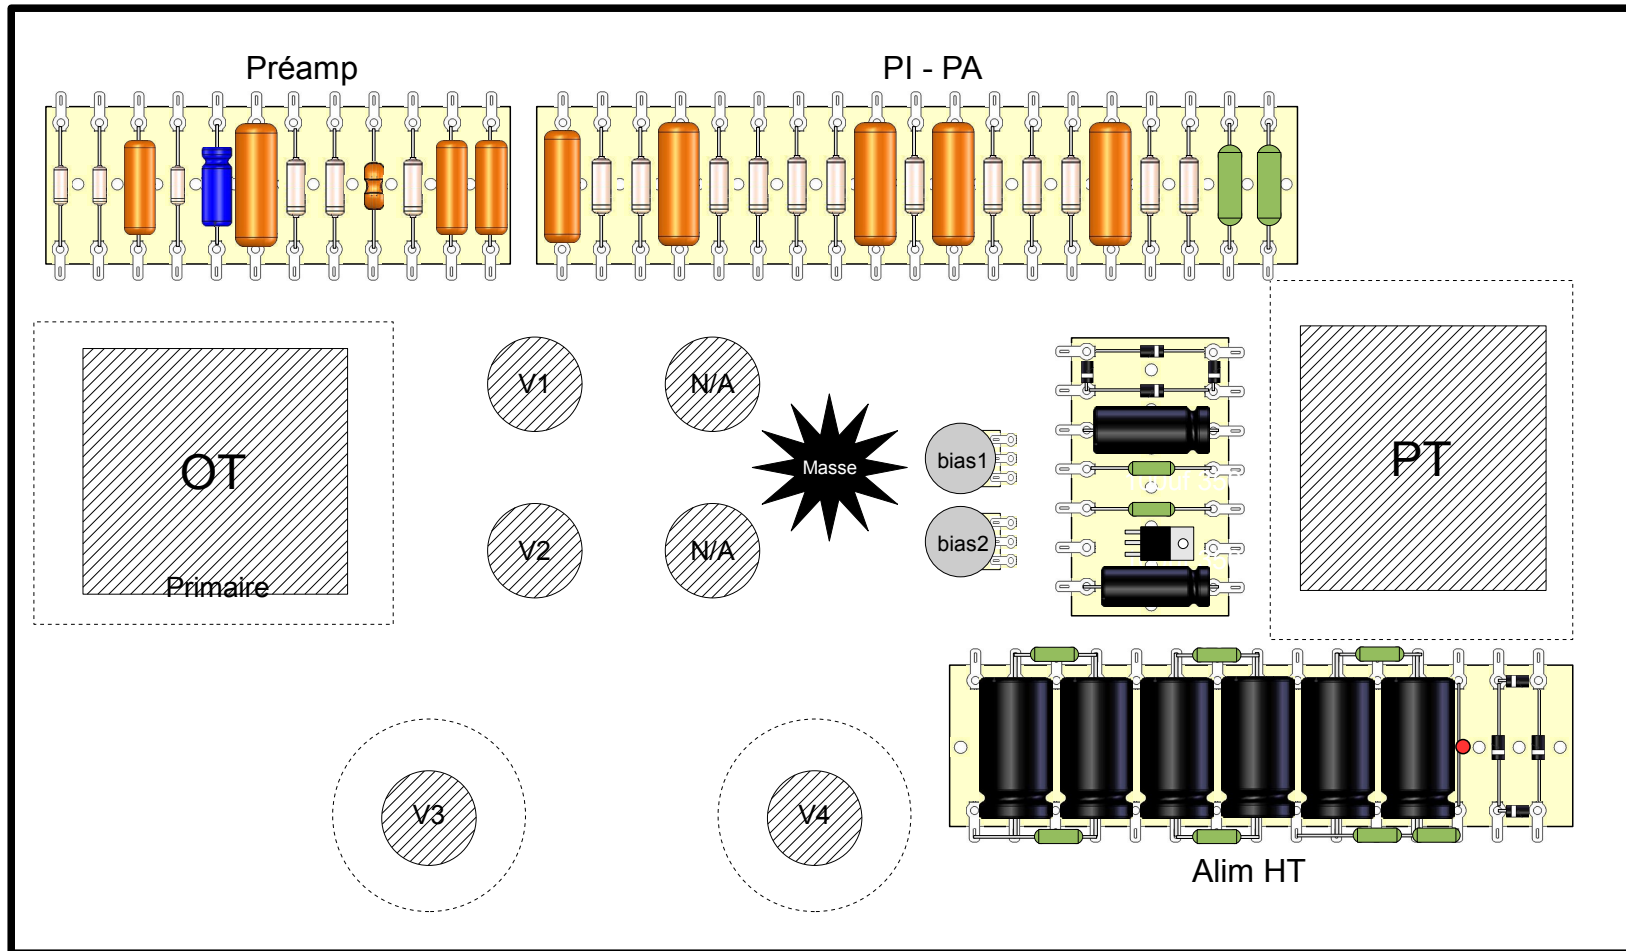 Préamp
PI - PA
OT
Primaire
V1
N/A
V2
N/A
Masse
bias1
bias2
PT
V3
V4
Alim HT